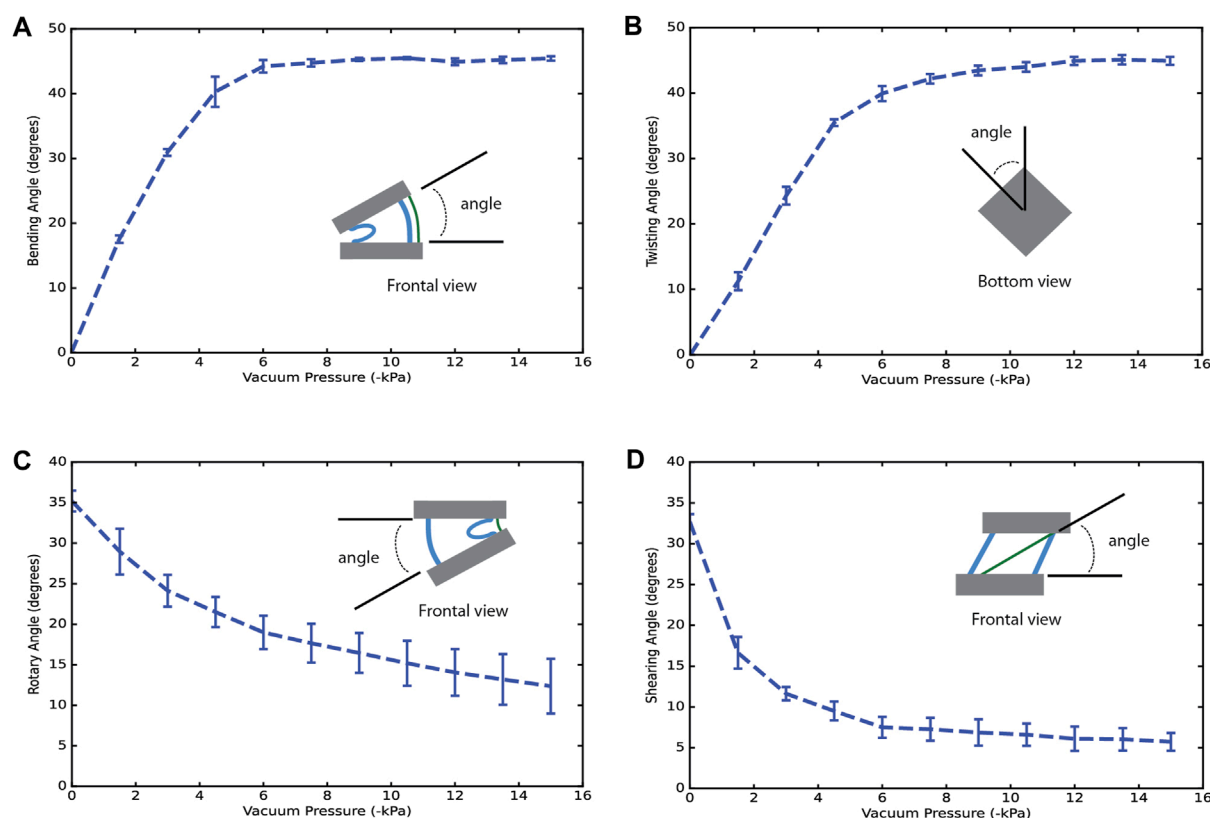 A
Bending Angle (degrees)
50
40
30
20
10
0
angle
Frontal view
0 2 4 6 8 10 12 14 16
Vacuum Pressure (-kPa)
B
Twisting Angle (degrees)
50
40
30
20
10
0
angle
Bottom view
0 2 4 6 8 10 12 14 16
Vacuum Pressure (-kPa)
C
Rotary Angle (degrees)
40
35
30
25
20
15
10
5
0
angle
Frontal view
0 2 4 6 8 10 12 14 16
Vacuum Pressure (-kPa)
D
Shearing Angle (degrees)
40
35
30
25
20
15
10
5
0
angle
Frontal view
0 2 4 6 8 10 12 14 16
Vacuum Pressure (-kPa)